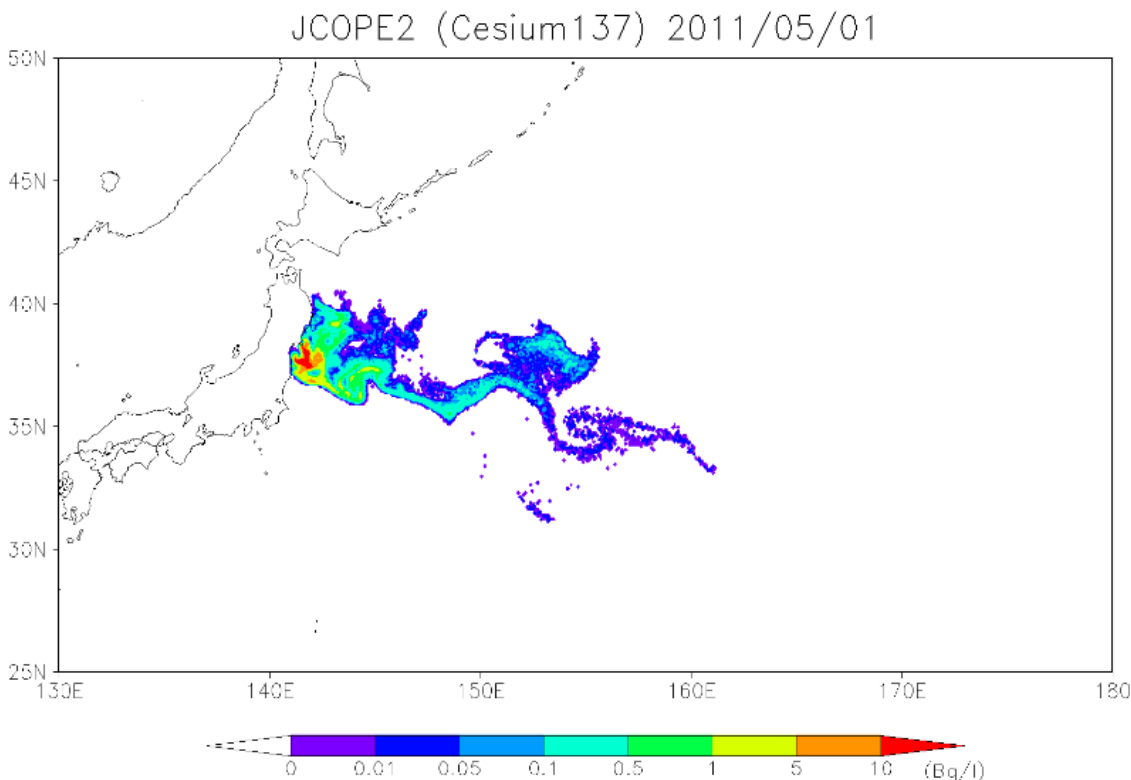 JCOPE2 (Cesium137) 2011/05/01
50N
45N
40N
35N
30N
25N
130E 140E 150E 160E 170E 180
0 0.01 0.05 0.1 0.5 1 5 10 (Bq/l)